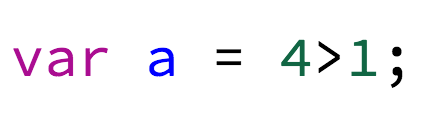 var a = 4>1;